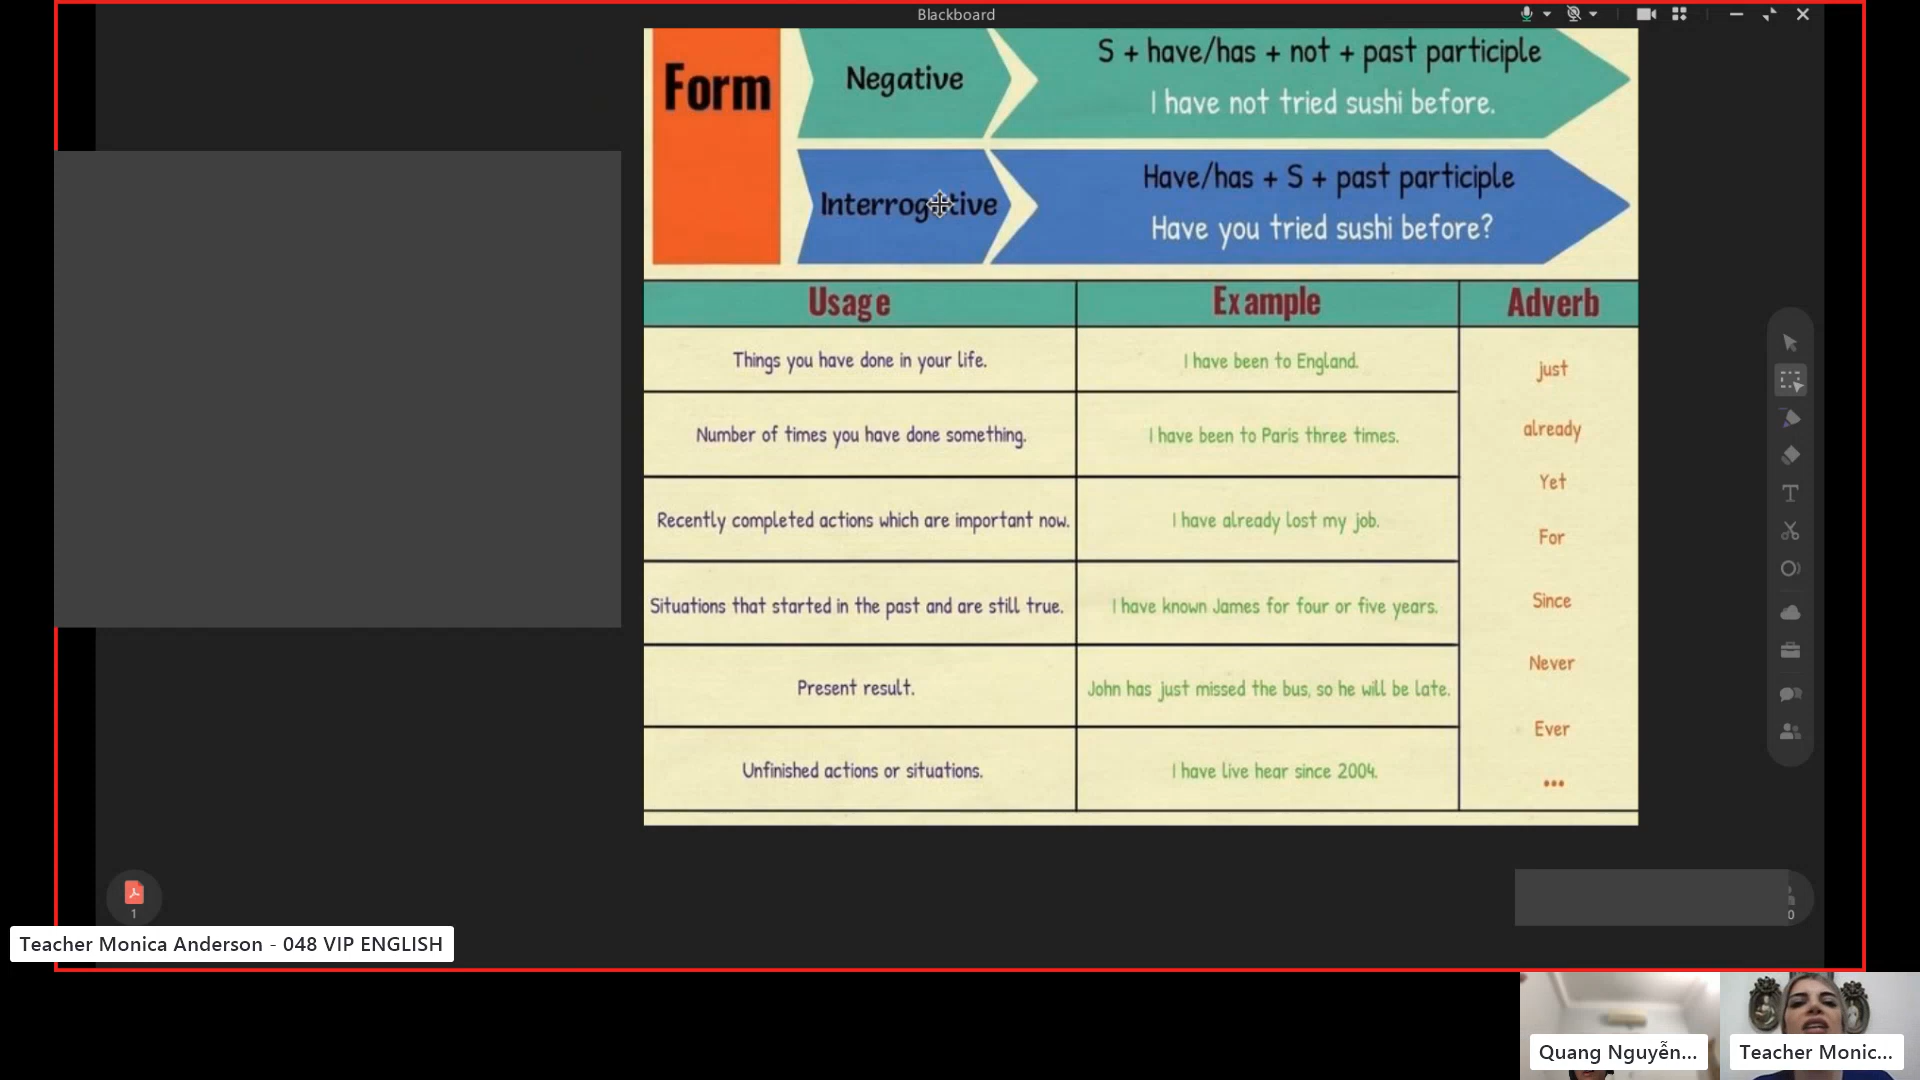 Blackboard
Form
Negative
S + have/has + not + past participle
I have not tried sushi before.
Interrogative
Have/has + S + past participle
Have you tried sushi before?
Usage
Example
Adverb
Things you have done in your life.
I have been to England.
just
Number of times you have done something.
I have been to Paris three times.
already
Yet
Recently completed actions which are important now.
I have already lost my job.
For
Situations that started in the past and are still true.
I have known James for four or five years.
Since
Present result.
John has just missed the bus, so he will be late.
Never
Ever
Unfinished actions or situations.
I have live hear since 2004.
...
T
1
0
Teacher Monica Anderson - 048 VIP ENGLISH
Quang Nguyễn...
Teacher Monic...